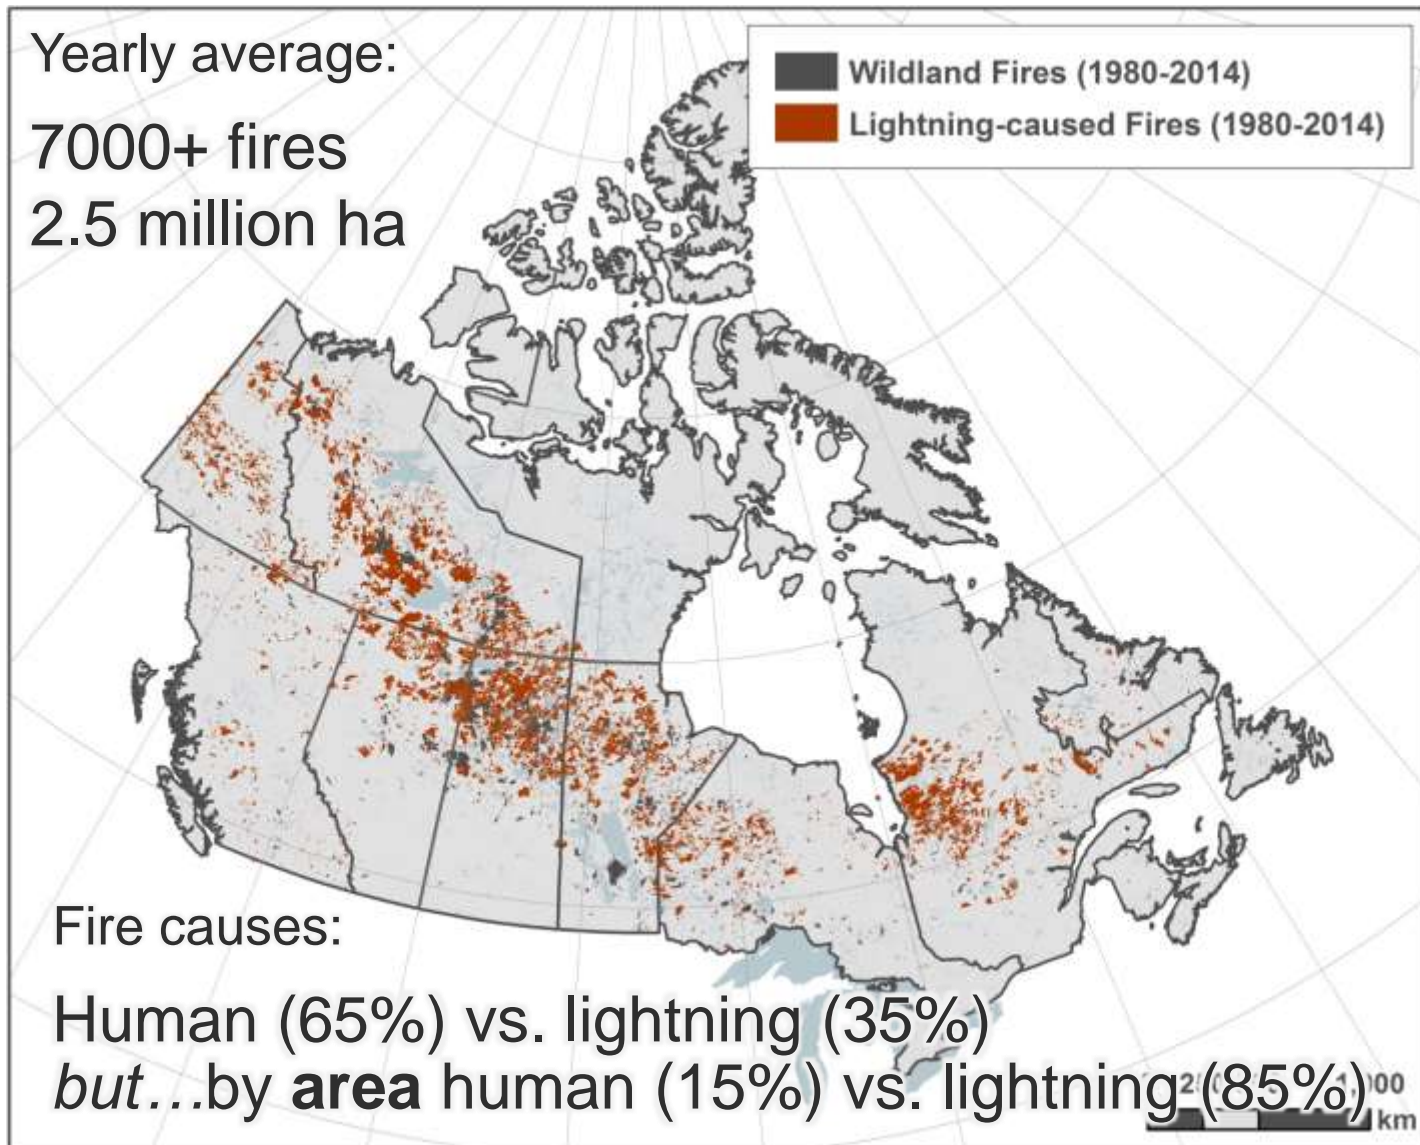 Yearly average:
7000+ fires
2.5 million ha
Wildland Fires (1980-2014)
Lightning-caused Fires (1980-2014)
Fire causes:
Human (65%) vs. lightning (35%)
but...by area human (15%) vs. lightning (85%)
km